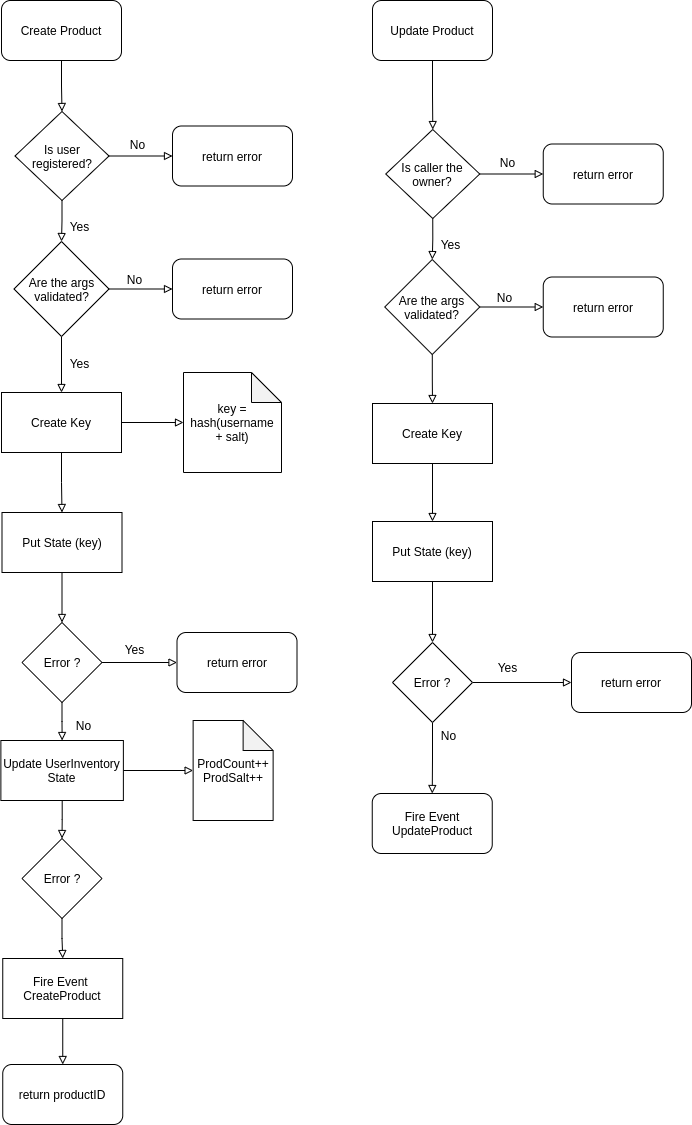 Create Product
Is user
registered?
No
return error
Yes
Are the args
validated?
No
return error
Yes
Create Key
key =
hash(username
+ salt)
Put State (key)
Error ?
Yes
return error
No
Update UserInventory
State
ProdCount++
ProdSalt++
Error ?
Fire Event
CreateProduct
return productID
Update Product
Is caller the
owner?
No
return error
Yes
Are the args
validated?
No
return error
Create Key
Put State (key)
Error ?
Yes
return error
No
Fire Event
UpdateProduct